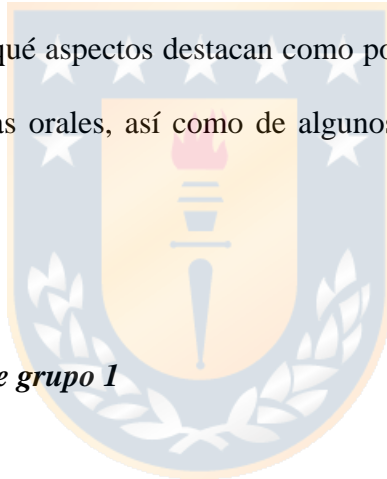 qué aspectos destacan como po
as orales, así como de algunos
e grupo 1